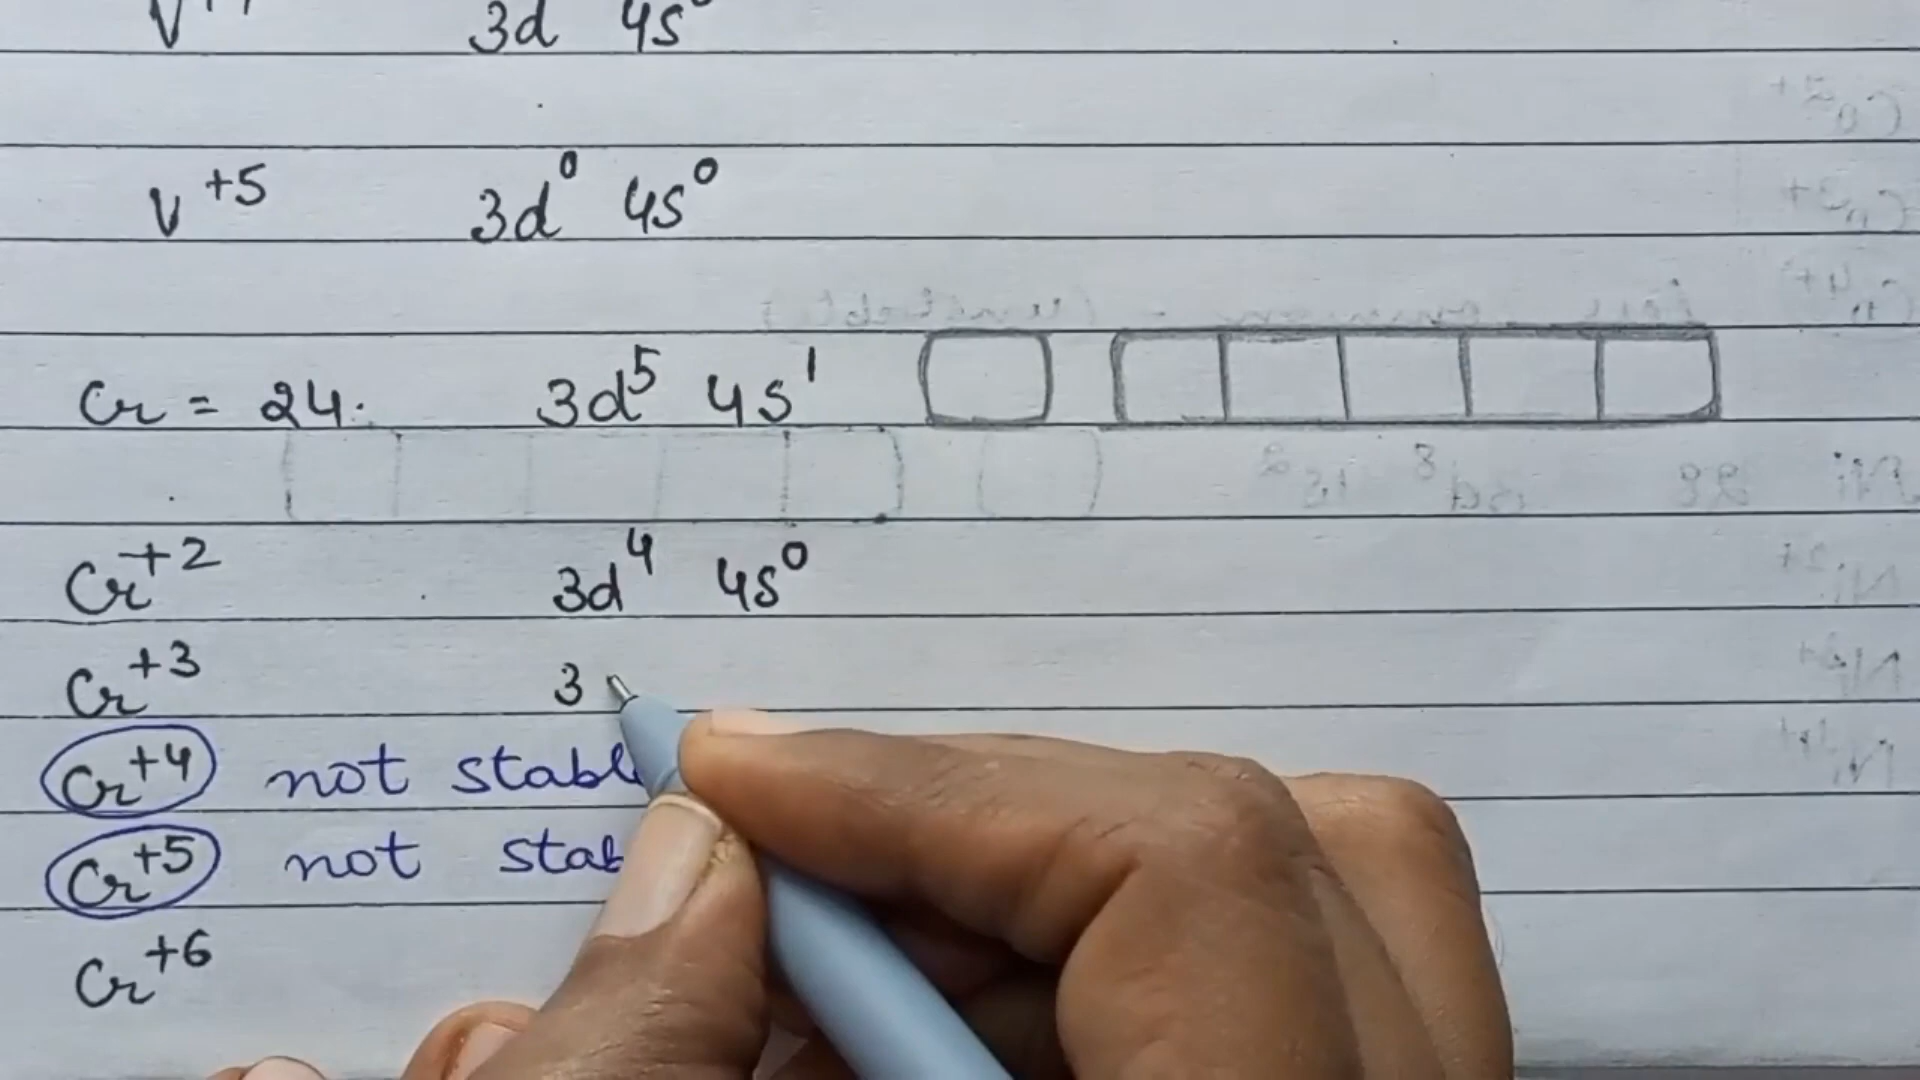 V 3d 4s⁰
V⁺⁵ 3d⁰ 4s⁰
Cr = 24. 3d⁵ 4s¹
Cr⁺² 3d⁴ 4s⁰
Cr⁺³ 3
Cr⁺⁴ not stabl
Cr⁺⁵ not stab
Cr⁺⁶